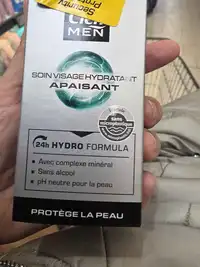 Security
MEN
SOIN VISAGE HYDRATANT
APAISANT
sans
microplastique
24h HYDRO FORMULA
• Avec complexe minéral
• Sans alcool
• pH neutre pour la peau
PROTÈGE LA PEAU